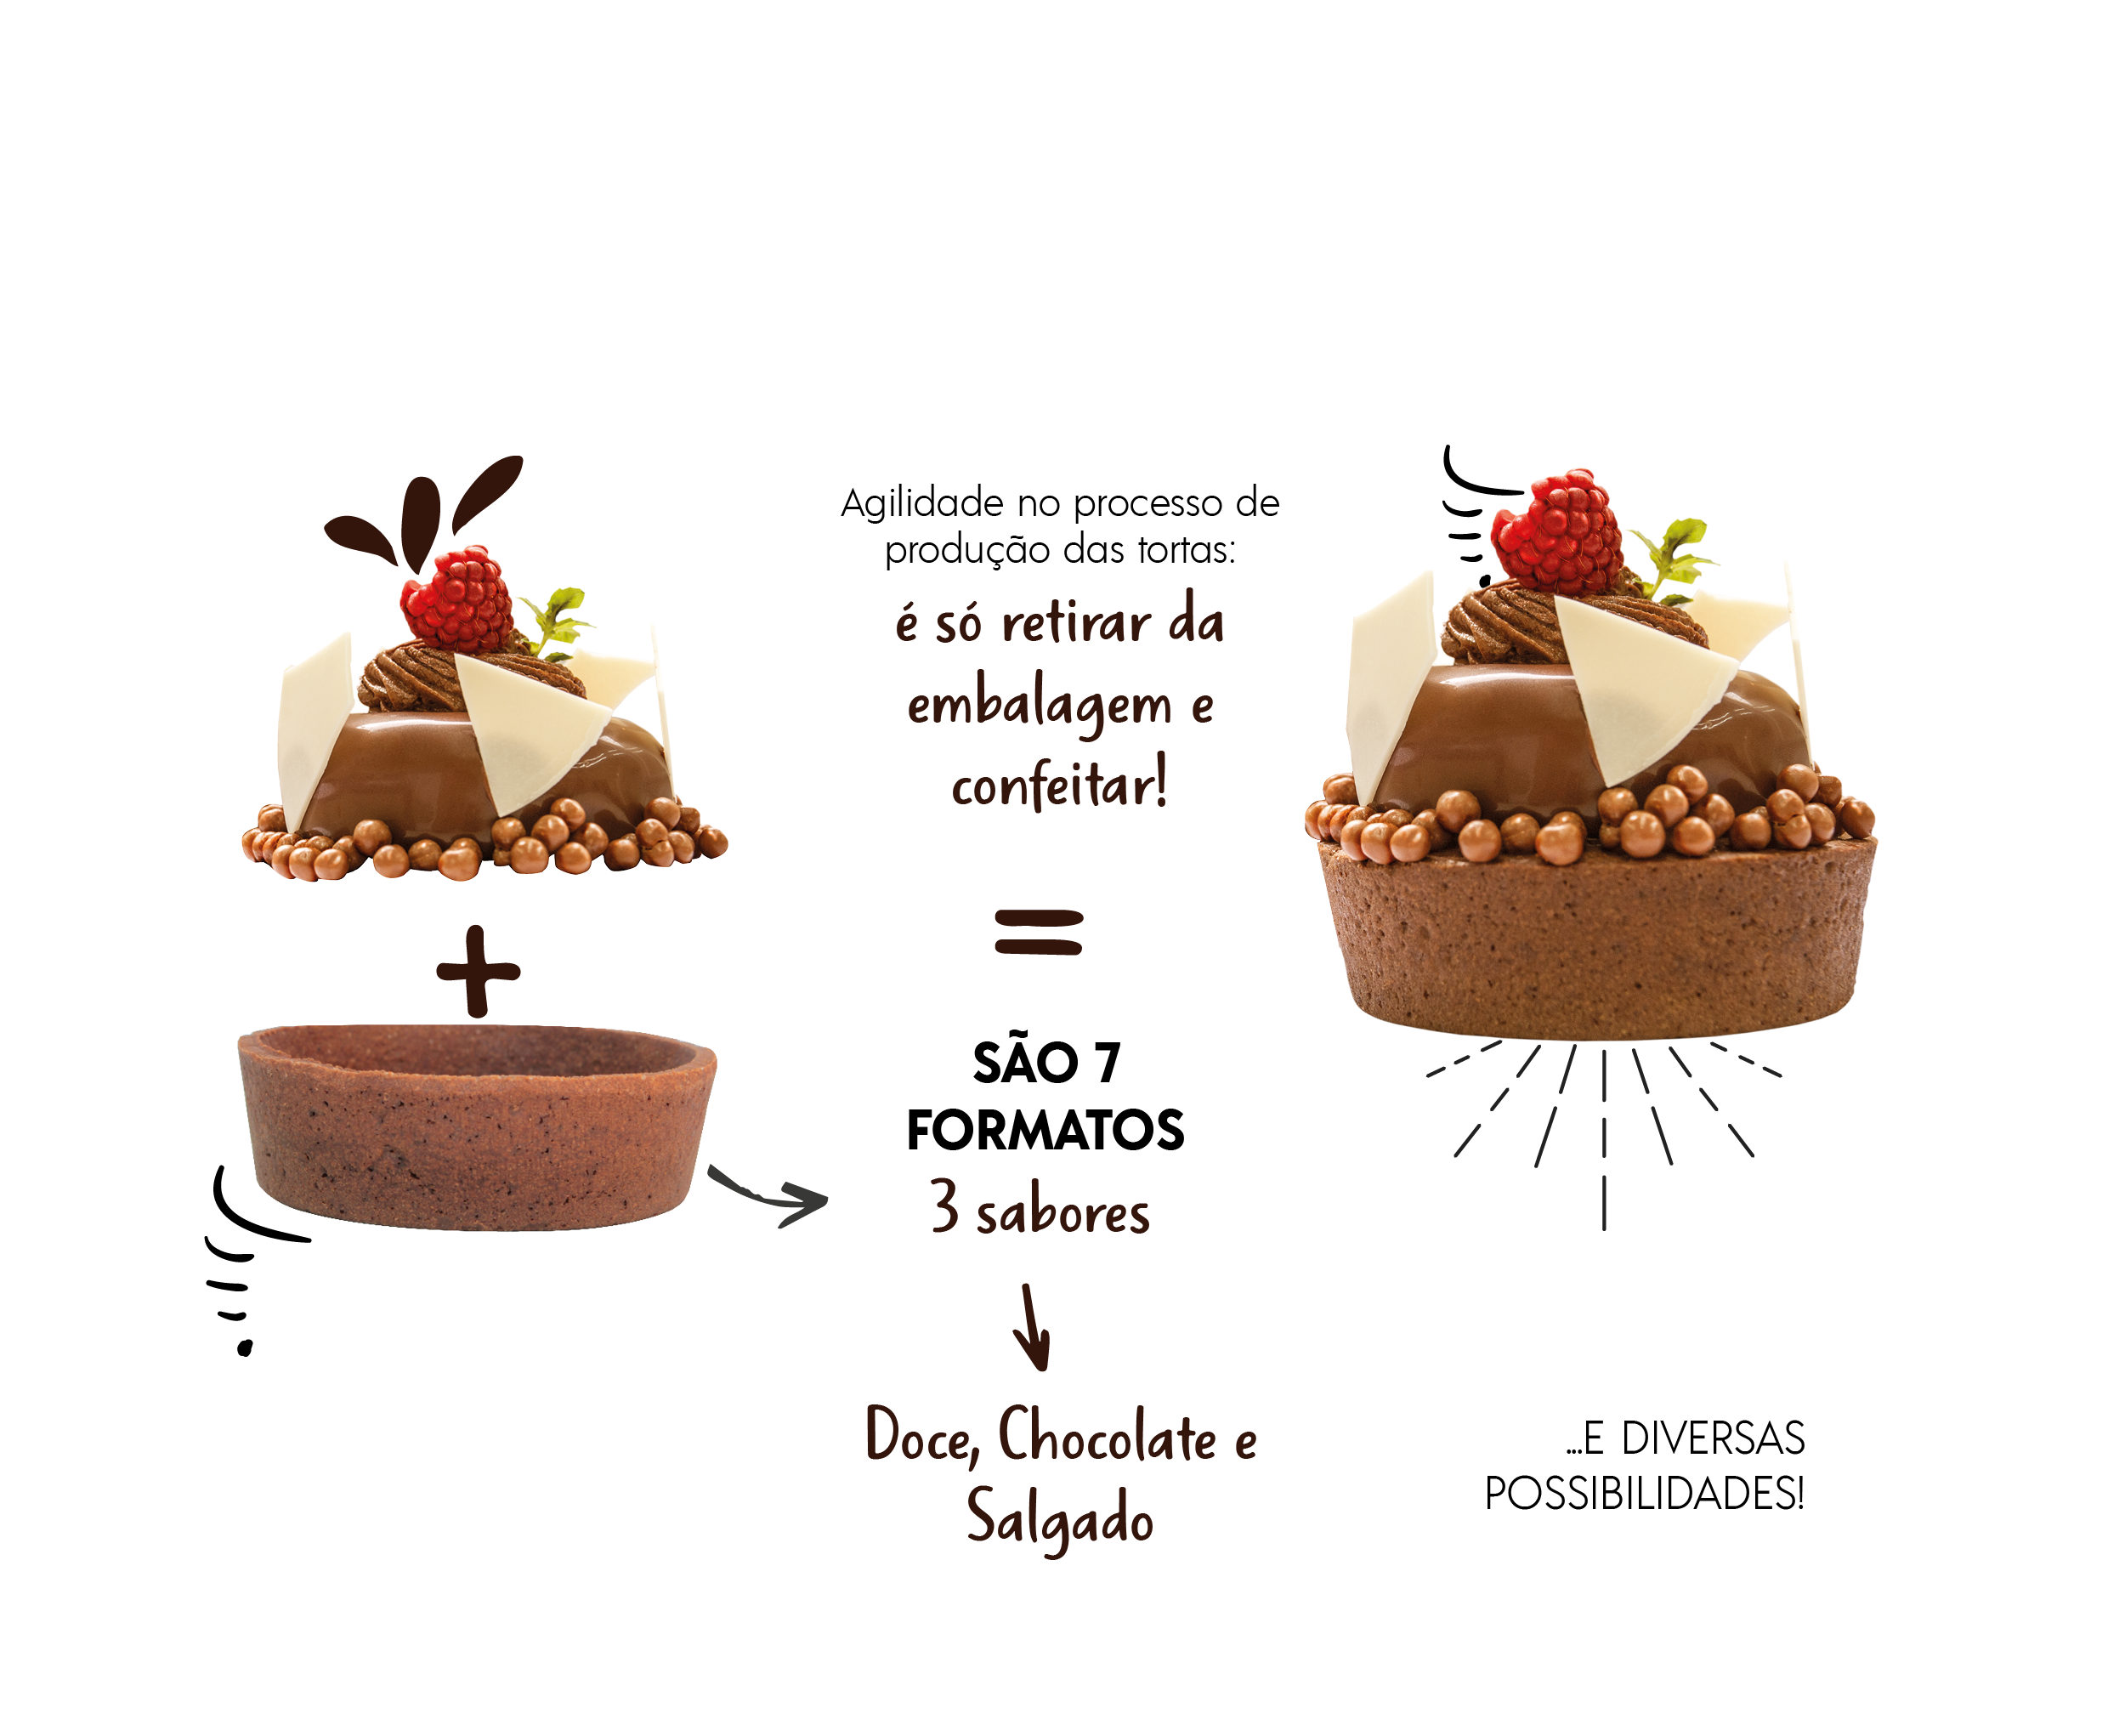 Agilidade no processo de
produção das tortas:
é só retirar da
embalagem e
confeitar!
+
=
SÃO 7
FORMATOS
3 sabores
Doce, Chocolate e
Salgado
...E DIVERSAS
POSSIBILIDADES!